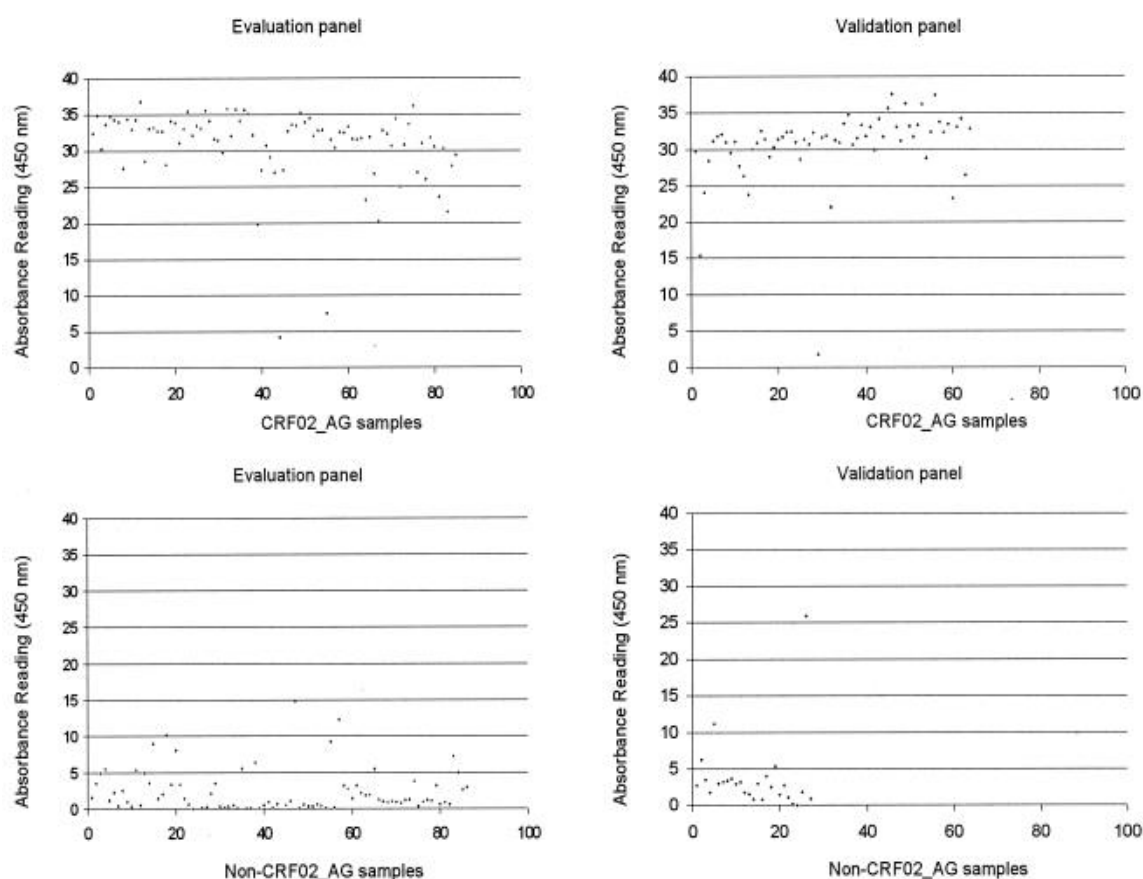 Evaluation panel
Absorbance Reading (450 nm)
40
35
30
25
20
15
10
5
0
0 20 40 60 80 100
CRF02_AG samples
Validation panel
Absorbance Reading (450 nm)
40
35
30
25
20
15
10
5
0
0 20 40 60 80 100
CRF02_AG samples
Evaluation panel
Absorbance Reading (450 nm)
40
35
30
25
20
15
10
5
0
0 20 40 60 80 100
Non-CRF02_AG samples
Validation panel
Absorbance Reading (450 nm)
40
35
30
25
20
15
10
5
0
0 20 40 60 80 100
Non-CRF02_AG samples